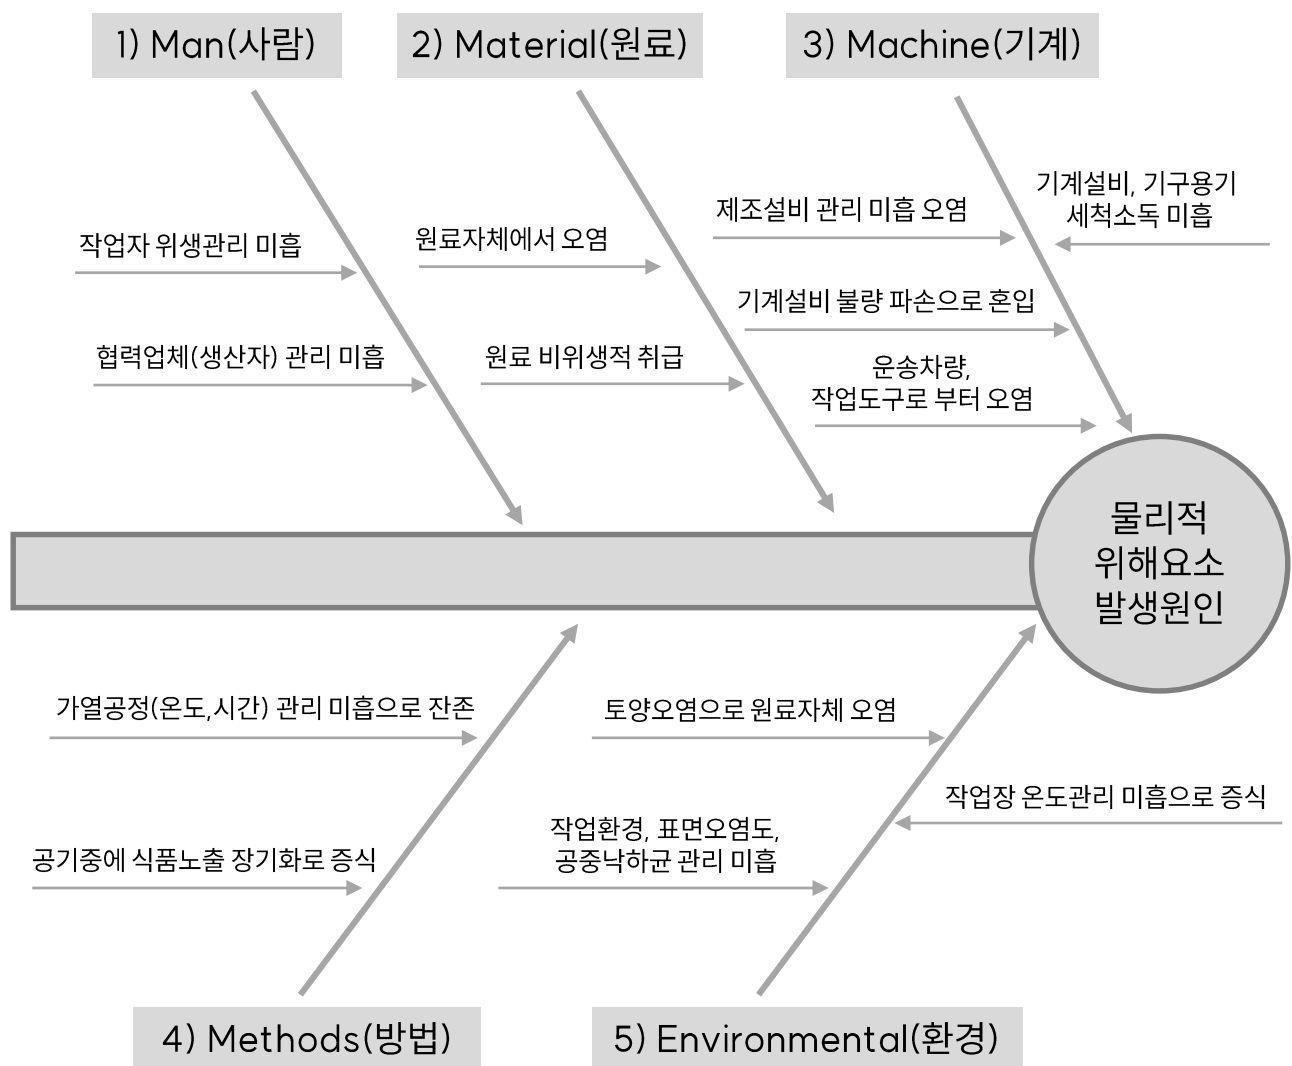 1) Man(사람)
2) Material(원료)
3) Machine(기계)
작업자 위생관리 미흡
협력업체(생산자) 관리 미흡
원료자체에서 오염
원료 비위생적 취급
제조설비 관리 미흡 오염
기계설비, 기구용기
세척소독 미흡
기계설비 불량 파손으로 혼입
운송차량,
작업도구로 부터 오염
물리적
위해요소
발생원인
가열공정(온도,시간) 관리 미흡으로 잔존
공기중에 식품노출 장기화로 증식
토양오염으로 원료자체 오염
작업장 온도관리 미흡으로 증식
작업환경, 표면오염도,
공중낙하균 관리 미흡
4) Methods(방법)
5) Environmental(환경)